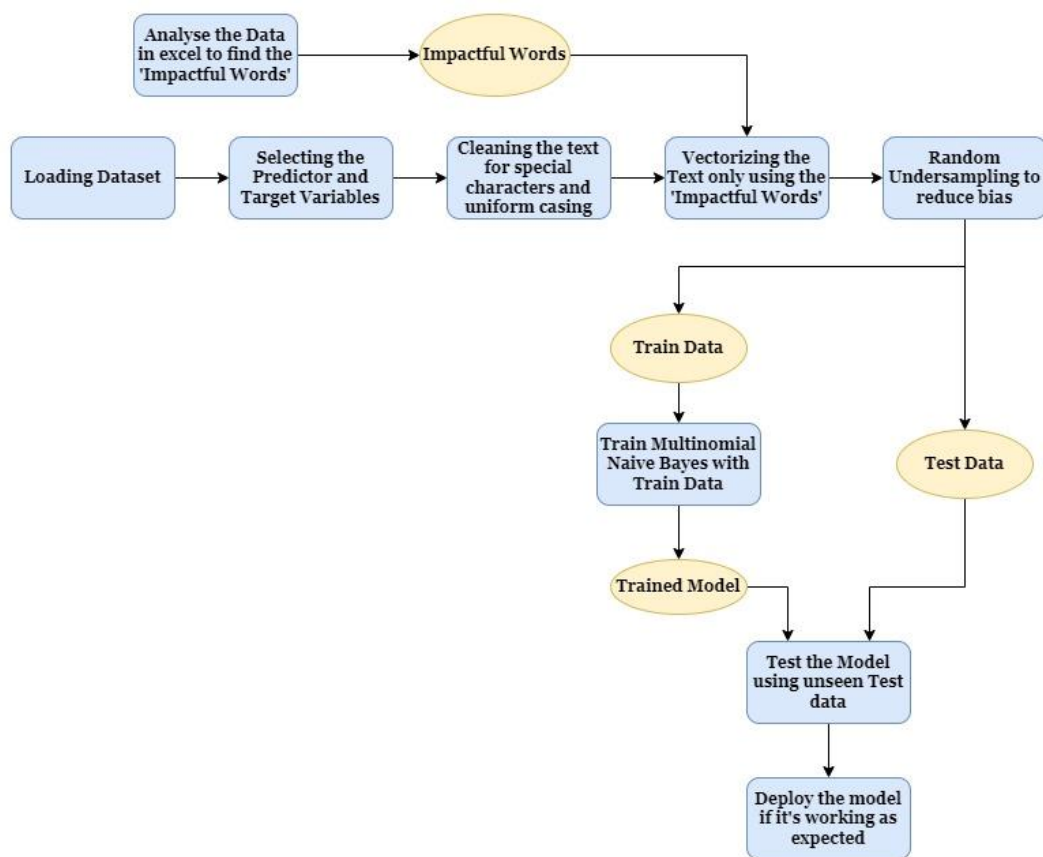 Analyse the Data
in excel to find the
'Impactful Words'
Impactful Words
Loading Dataset
Selecting the
Predictor and
Target Variables
Cleaning the text
for special
characters and
uniform casing
Vectorizing the
Text only using the
'Impactful Words'
Random
Undersampling to
reduce bias
Train Data
Train Multinomial
Naive Bayes with
Train Data
Test Data
Trained Model
Test the Model
using unseen Test
data
Deploy the model
if it's working as
expected